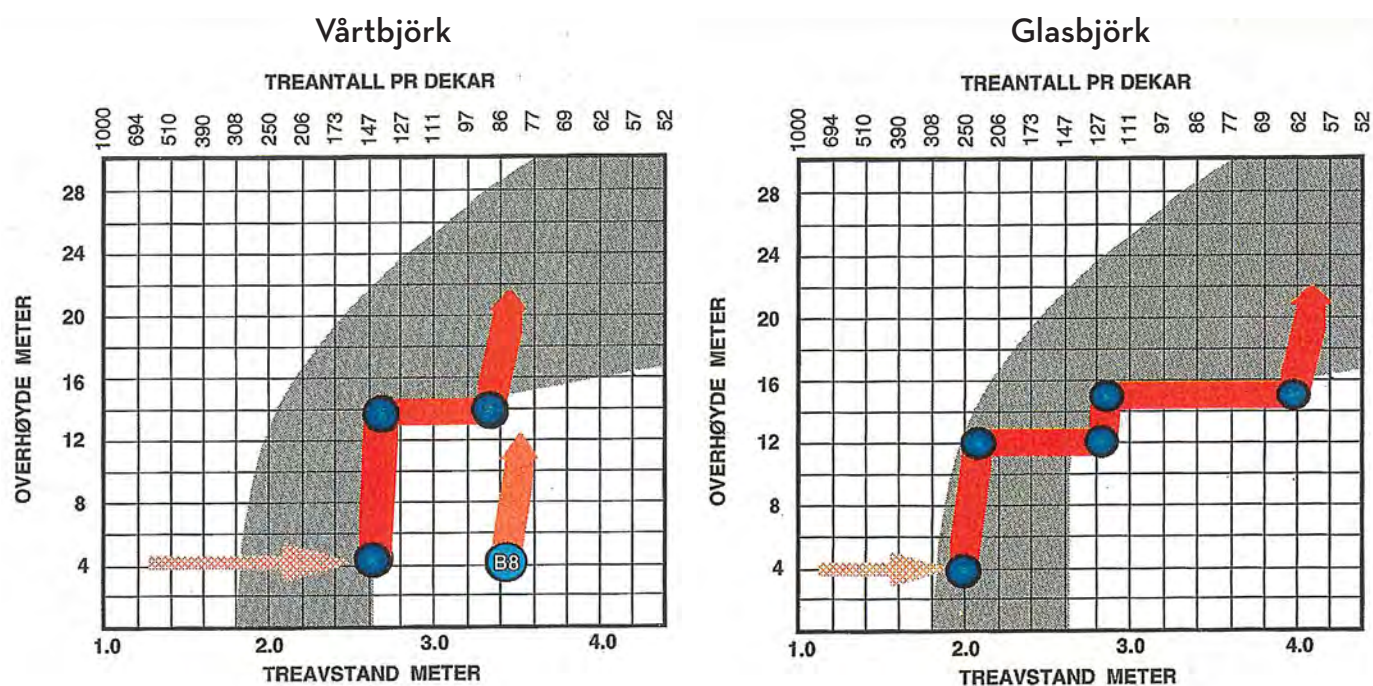 Vårtbjörk
TREANTALL PR DEKAR
1000 694 510 390 308 250 206 173 147 127 111 97 86 77 69 62 57 52
OVERHØYDE METER
28
24
20
16
12
8
4
B8
1.0 2.0 3.0 4.0
TREAVSTAND METER
Glasbjörk
TREANTALL PR DEKAR
1000 694 510 390 308 250 206 173 147 127 111 97 86 77 69 62 57 52
OVERHØYDE METER
28
24
20
16
12
8
4
1.0 2.0 3.0 4.0
TREAVSTAND METER